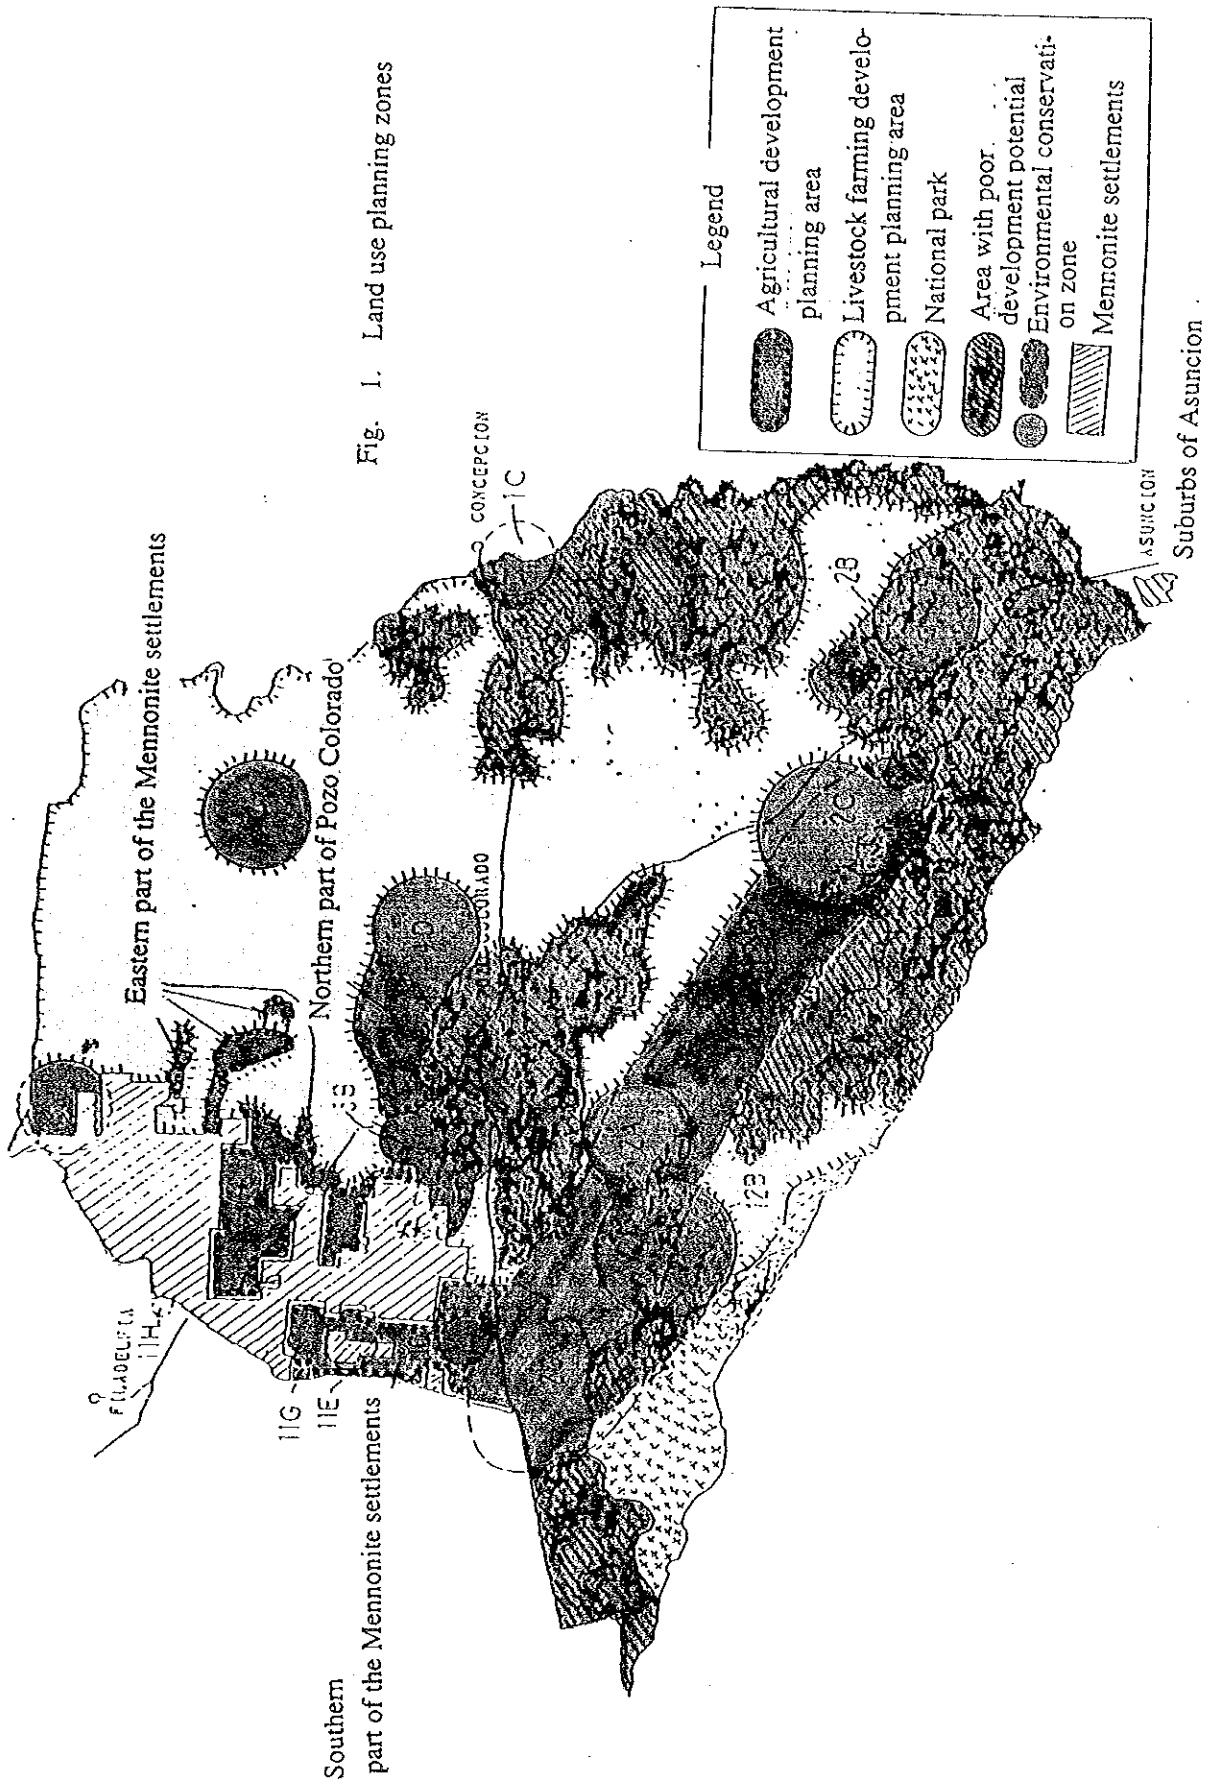 Fig. 1. Land use planning zones
FILADELFIA
11H
11G
11E
Southern
part of the Mennonite settlements
Eastern part of the Mennonite settlements
Northern part of Pozo Colorado
CONCEPCION
1C
COLORADO
2B
2C
12B
ASUNCION
Suburbs of Asuncion
Legend
Agricultural development
planning area
Livestock farming develo-
pment planning area
National park
Area with poor
development potential
Environmental conservati-
on zone
Mennonite settlements